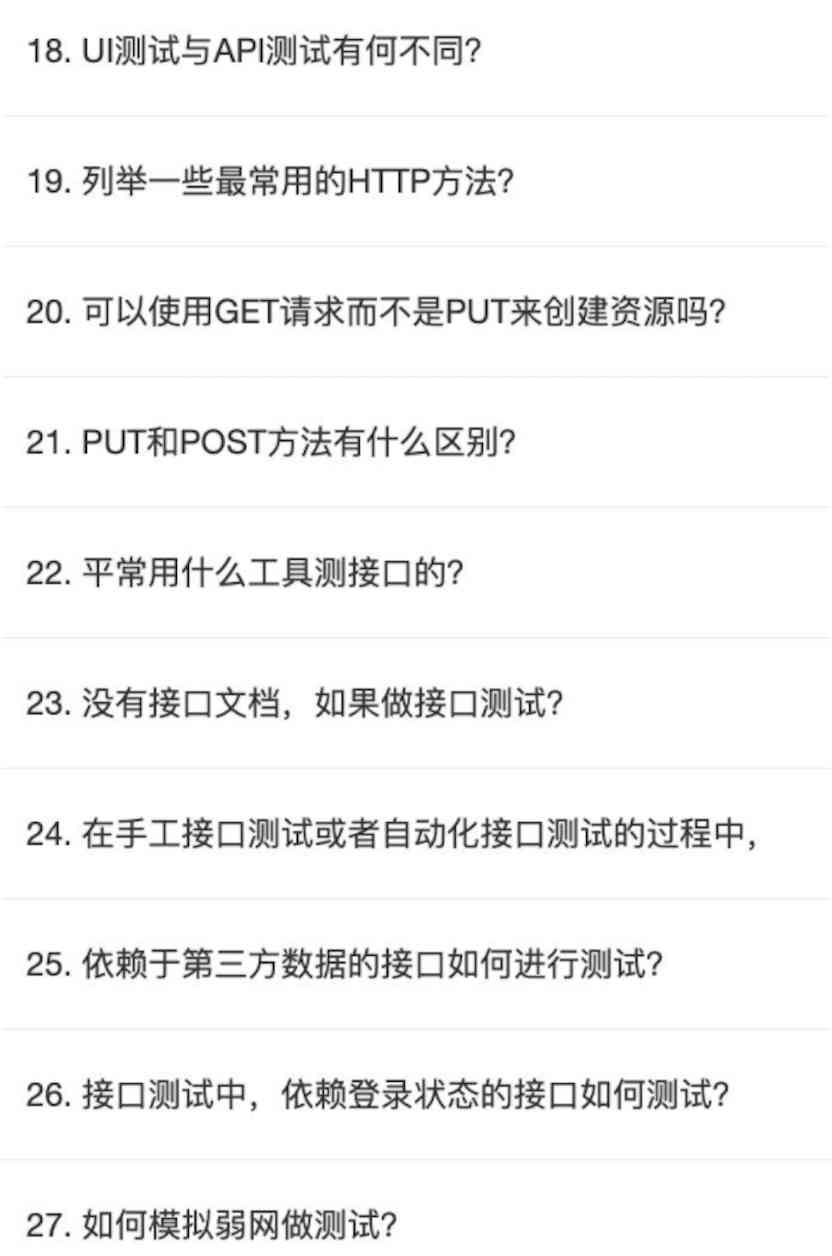 18. UI测试与API测试有何不同?
19. 列举一些最常用的HTTP方法?
20. 可以使用GET请求而不是PUT来创建资源吗?
21. PUT和POST方法有什么区别?
22. 平常用什么工具测接口的?
23. 没有接口文档，如果做接口测试?
24. 在手工接口测试或者自动化接口测试的过程中，
25. 依赖于第三方数据的接口如何进行测试?
26. 接口测试中，依赖登录状态的接口如何测试?
27. 如何模拟弱网做测试?